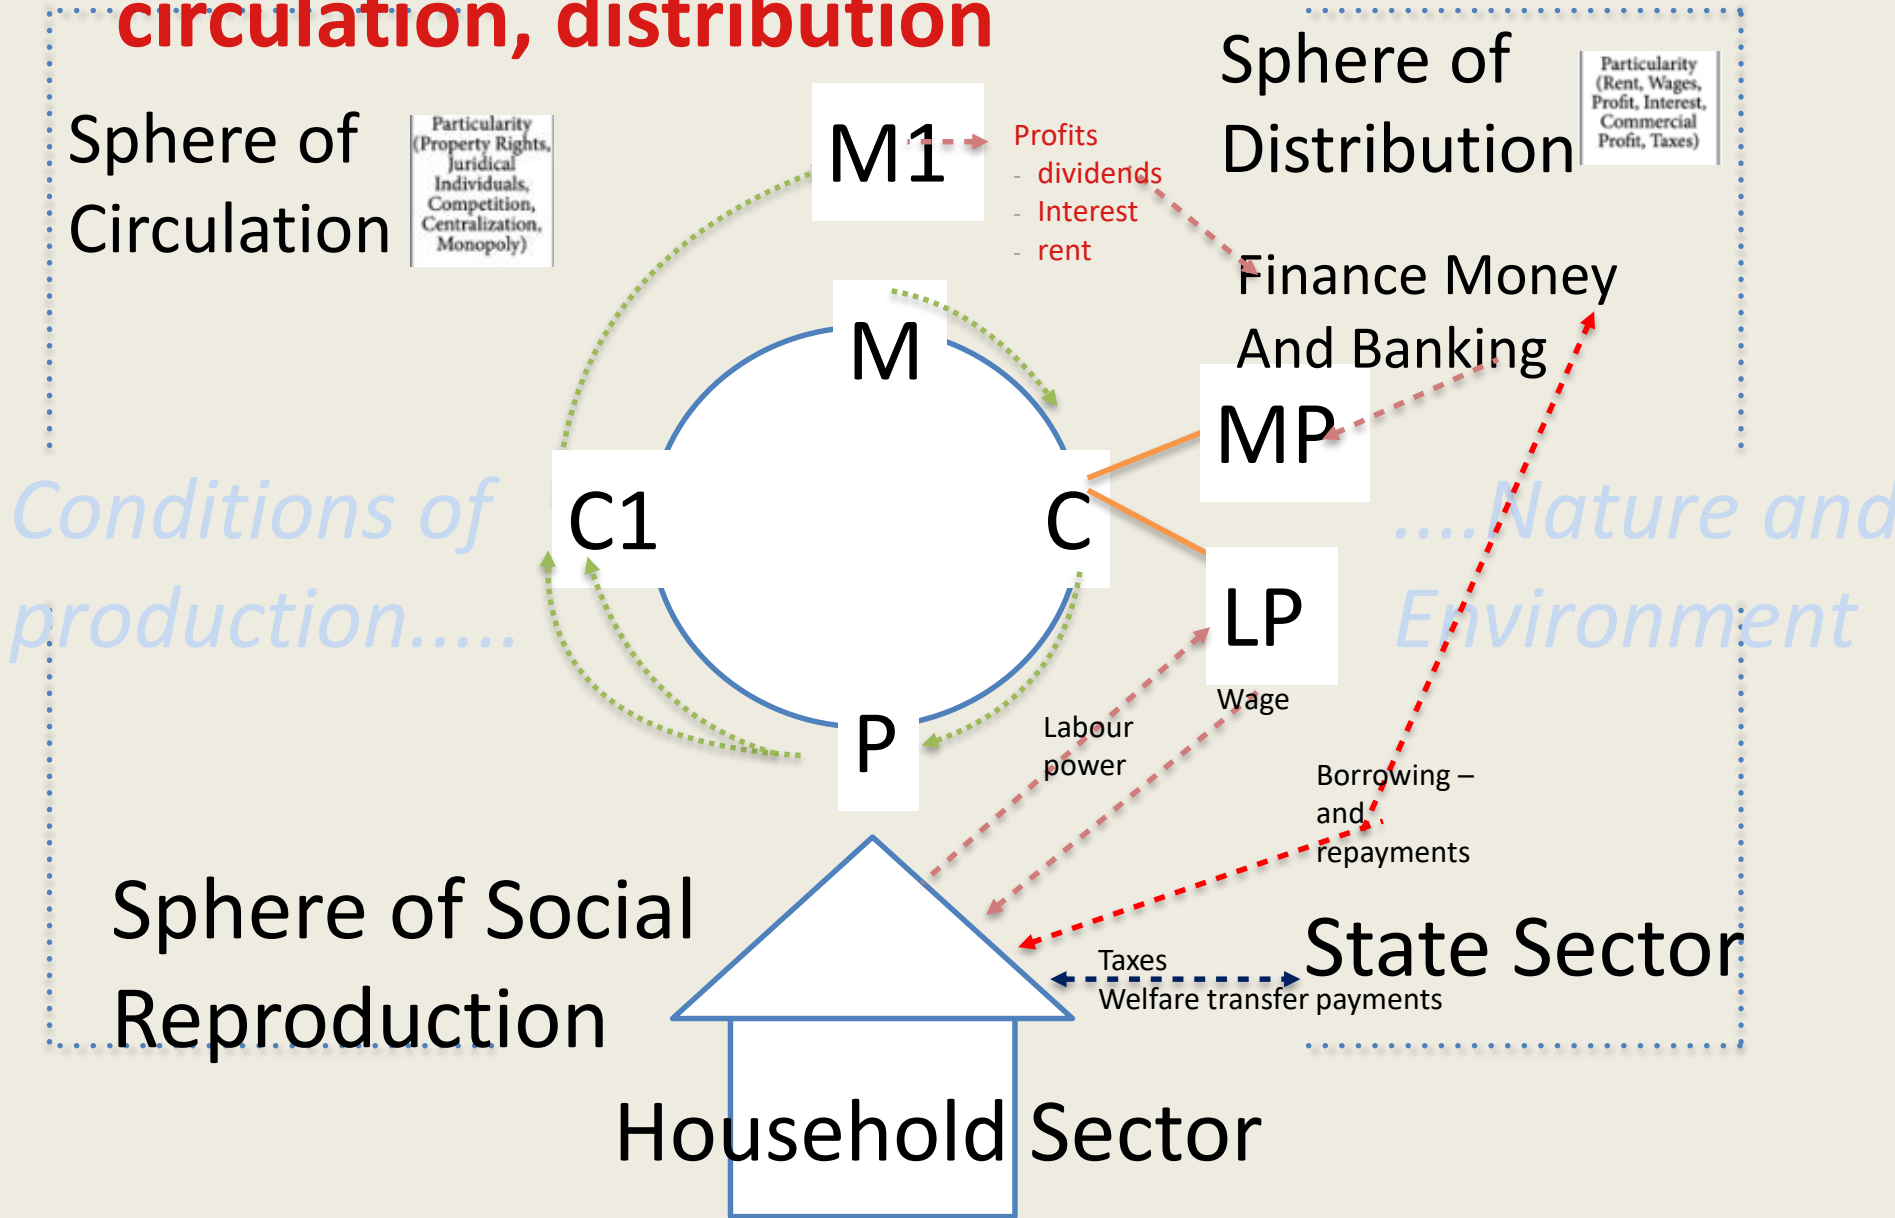 circulation, distribution
Sphere of
Circulation
Particularity
(Property Rights,
Juridical
Individuals,
Competition,
Centralization,
Monopoly)
M1
Profits
- dividends
- Interest
- rent
Sphere of
Distribution
Particularity
(Rent, Wages,
Profit, Interest,
Commercial
Profit, Taxes)
Finance Money
And Banking
M
MP
C1
C
Conditions of
production.....
....Nature and
Environment
LP
Wage
Labour
power
P
Borrowing –
and
repayments
Sphere of Social
Reproduction
State Sector
Taxes
Welfare transfer payments
Household Sector